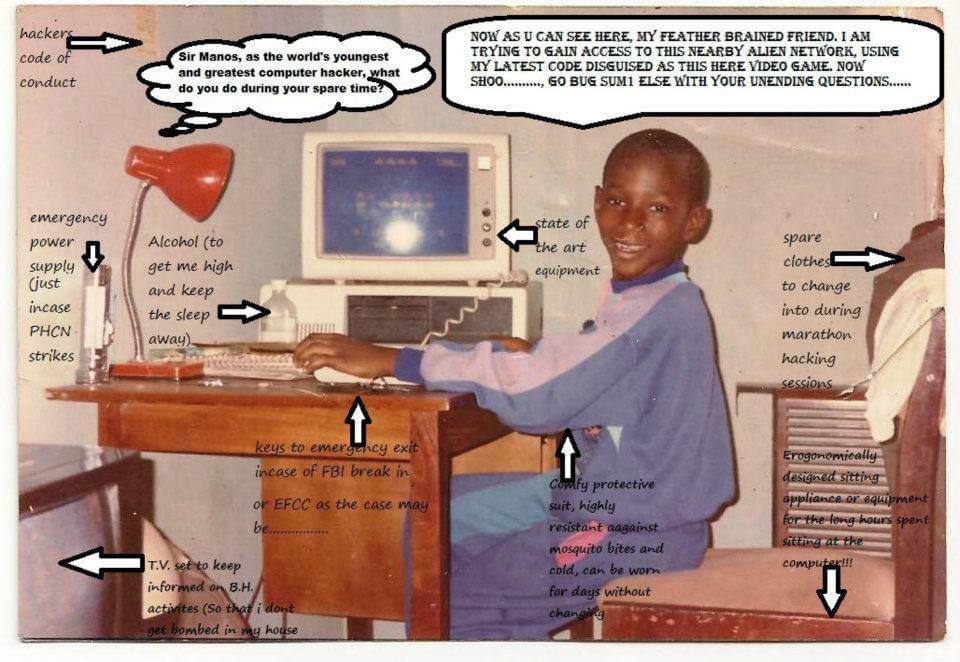 hackers
code of
conduct
Sir Manos, as the world's youngest
and greatest computer hacker, what
do you do during your spare time?
NOW AS U CAN SEE HERE, MY FEATHER BRAINED FRIEND. I AM
TRYING TO GAIN ACCESS TO THIS NEARBY ALIEN NETWORK, USING
MY LATEST CODE DISGUISED AS THIS HERE VIDEO GAME. NOW
SHOO.........., GO BUG SUM1 ELSE WITH YOUR UNENDING QUESTIONS......
emergency
power
supply
(just
incase
PHCN
strikes
Alcohol (to
get me high
and keep
the sleep
away)
state of
the art
equipment
spare
clothes
to change
into during
marathon
hacking
sessions
keys to emergency exit
incase of FBI break in,
or EFCC as the case may
be................
Comfy protective
suit, highly
resistant aagainst
mosquito bites and
cold, can be worn
for days without
changing
Erogonomically
designed sitting
appliance or equipment
for the long hours spent
sitting at the
computer!!!
T.V. set to keep
informed on B.H.
activites (So that i dont
get bombed in my house